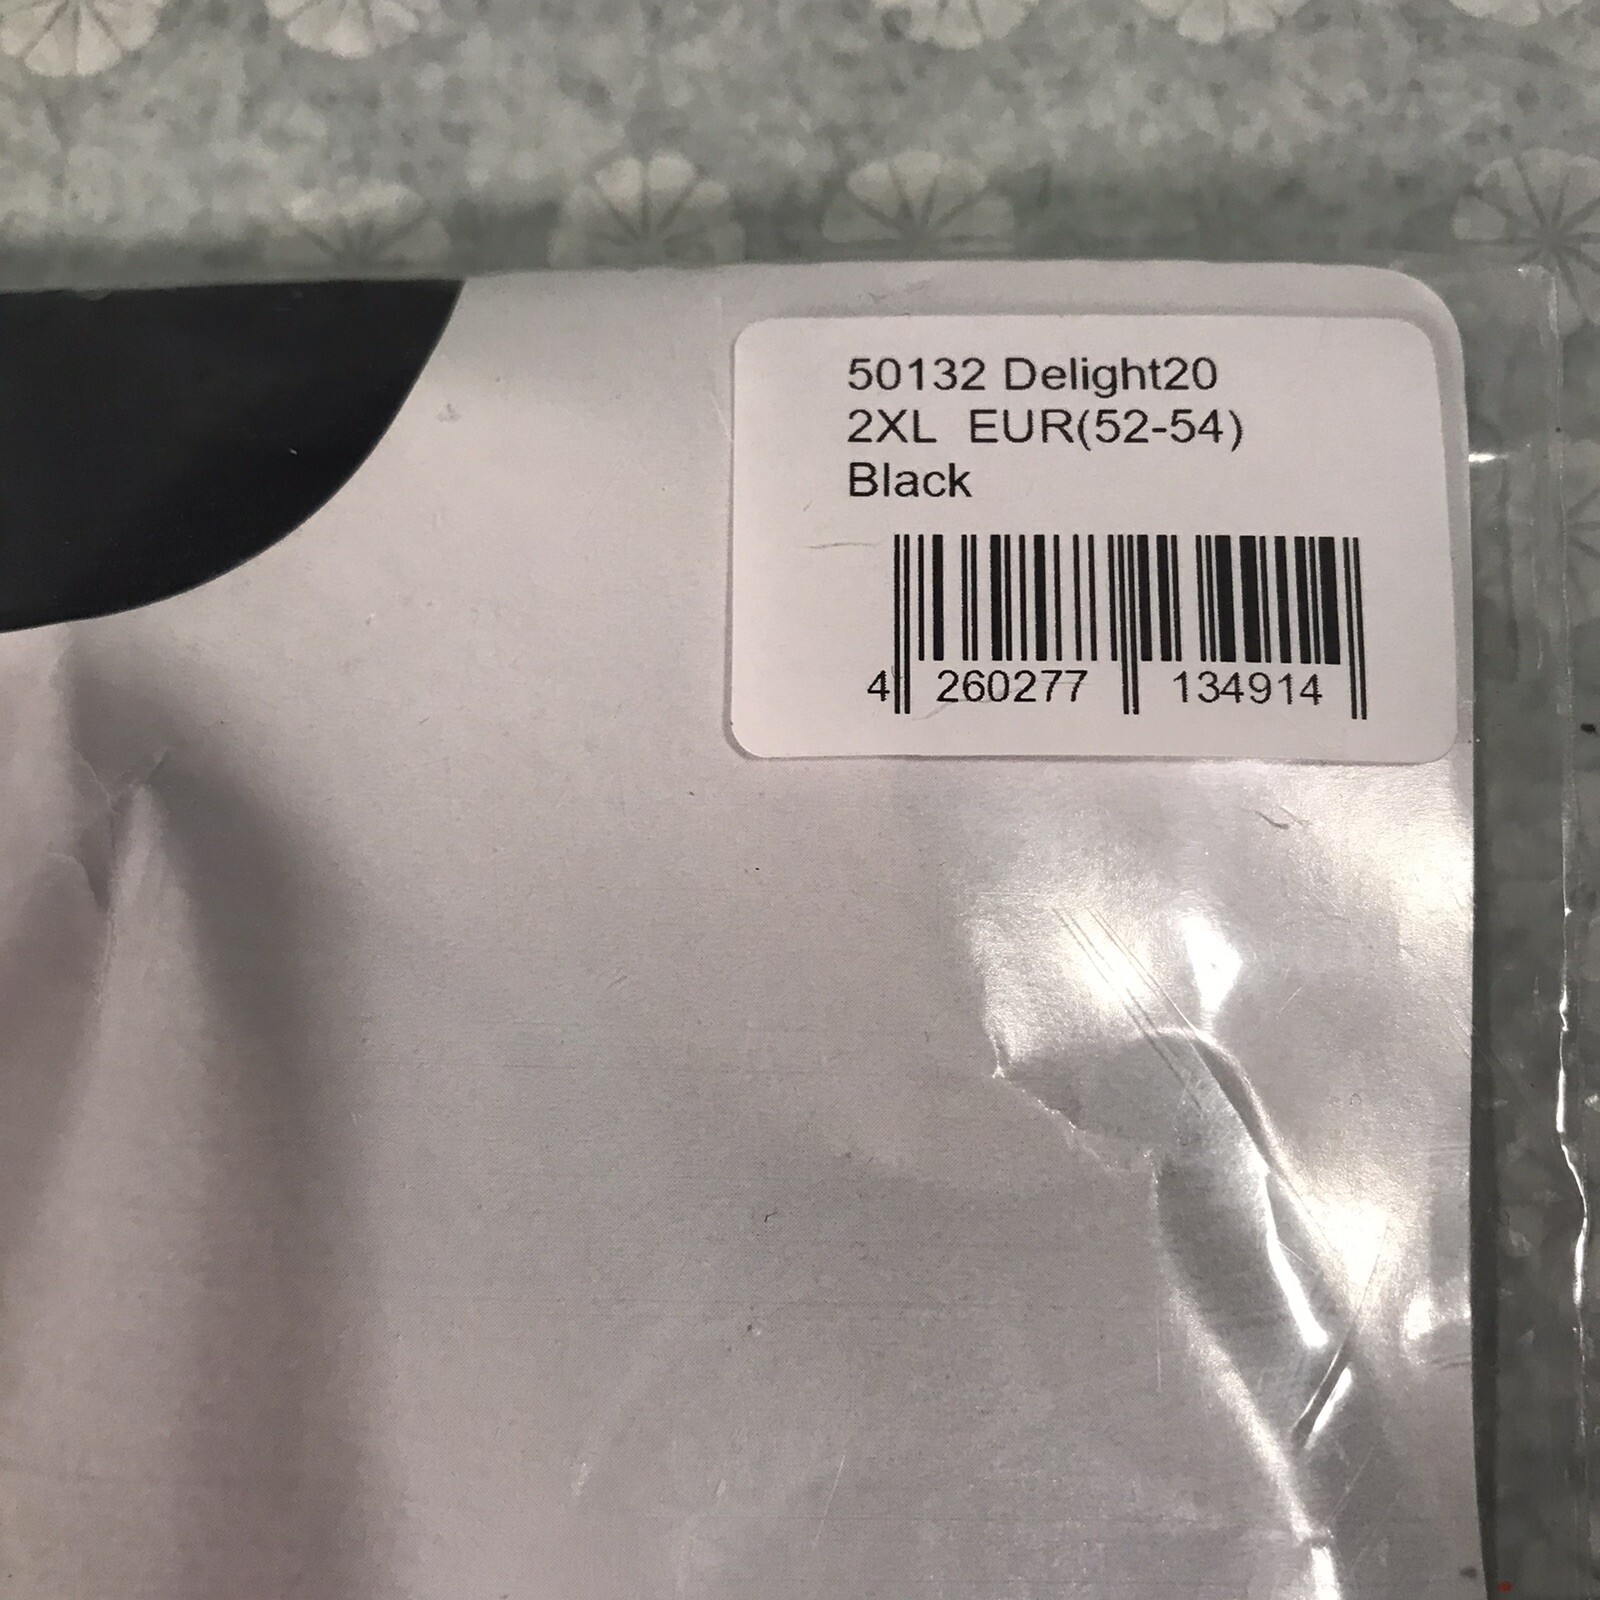 50132 Delight20
2XL EUR(52-54)
Black
4 260277 134914